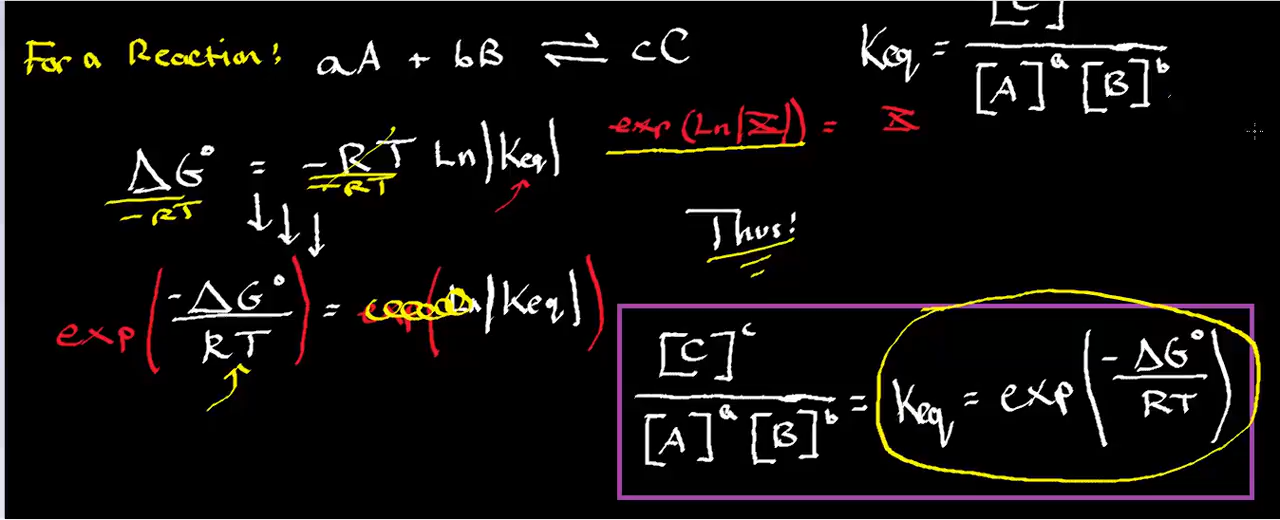 For a Reaction: aA + bB ⇌ cC
Keq = [C] / [A]^a [B]^b
exp(Ln|X|) = X
ΔG° / -RT = -RT / -RT Ln|Keq|
Thus:
exp(-ΔG° / RT) = exp(Ln|Keq|)
[C]^c / [A]^a [B]^b = Keq = exp(-ΔG° / RT)